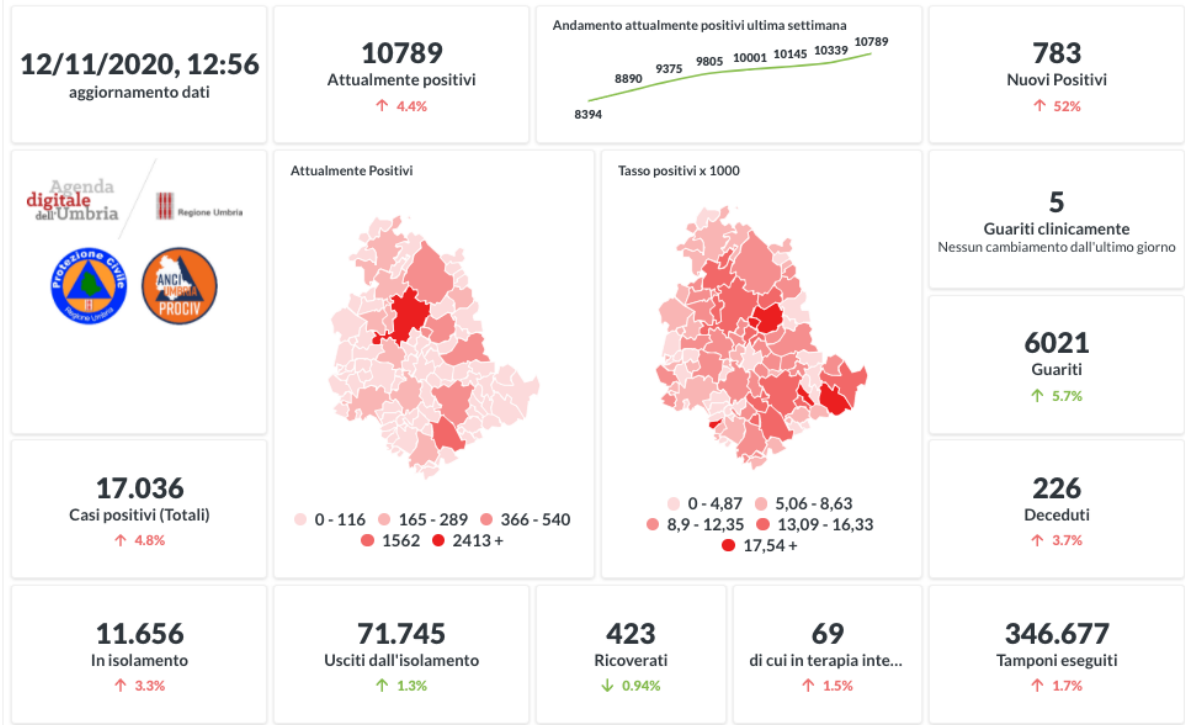 12/11/2020, 12:56
aggiornamento dati
10789
Attualmente positivi
↑ 4.4%
Andamento attualmente positivi ultima settimana
8394
8890
9375
9805
10001
10145
10339
10789
783
Nuovi Positivi
↑ 52%
Agenda
digitale
dell'Umbria
Regione Umbria
Protezione Civile
Regione Umbria
ANCI
UMBRIA
PROCIV
Attualmente Positivi
0 - 116
165 - 289
366 - 540
1562
2413 +
Tasso positivi x 1000
0 - 4,87
5,06 - 8,63
8,9 - 12,35
13,09 - 16,33
17,54 +
5
Guariti clinicamente
Nessun cambiamento dall'ultimo giorno
6021
Guariti
↑ 5.7%
17.036
Casi positivi (Totali)
↑ 4.8%
226
Deceduti
↑ 3.7%
11.656
In isolamento
↑ 3.3%
71.745
Usciti dall'isolamento
↑ 1.3%
423
Ricoverati
↓ 0.94%
69
di cui in terapia inte...
↑ 1.5%
346.677
Tamponi eseguiti
↑ 1.7%